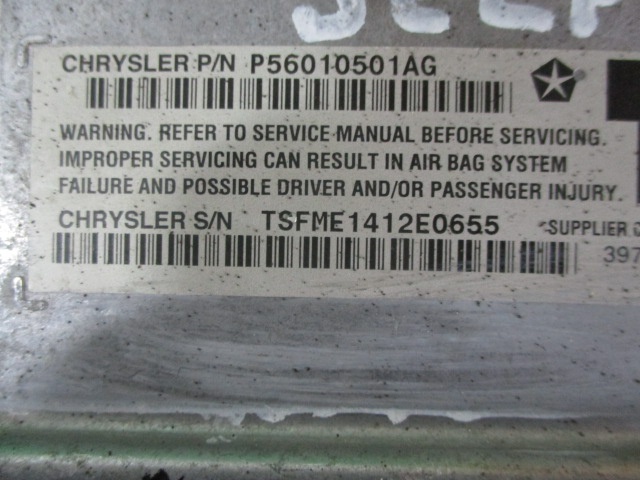 CHRYSLER P/N P56010501AG
WARNING. REFER TO SERVICE MANUAL BEFORE SERVICING.
IMPROPER SERVICING CAN RESULT IN AIR BAG SYSTEM
FAILURE AND POSSIBLE DRIVER AND/OR PASSENGER INJURY.
CHRYSLER S/N TSFME1412E0655
SUPPLIER
397